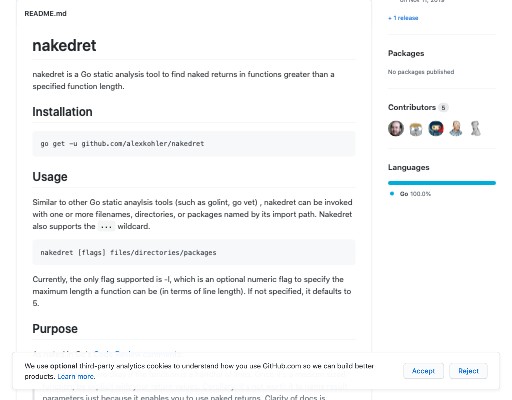 README.md
nakedret
nakedret is a Go static analysis tool to find naked returns in functions greater than a
specified function length.
Installation
go get -u github.com/alexkohler/nakedret
Usage
Similar to other Go static anaylsis tools (such as golint, go vet) , nakedret can be invoked
with one or more filenames, directories, or packages named by its import path. Nakedret
also supports the ... wildcard.
nakedret [flags] files/directories/packages
Currently, the only flag supported is -l, which is an optional numeric flag to specify the
maximum length a function can be (in terms of line length). If not specified, it defaults to
5.
Purpose
+ 1 release
Packages
No packages published
Contributors 5
Languages
Go 100.0%
We use optional third-party analytics cookies to understand how you use GitHub.com so we can build better
products. Learn more.
Accept
Reject
parameters just because it enables you to use naked returns. Clarity of docs is